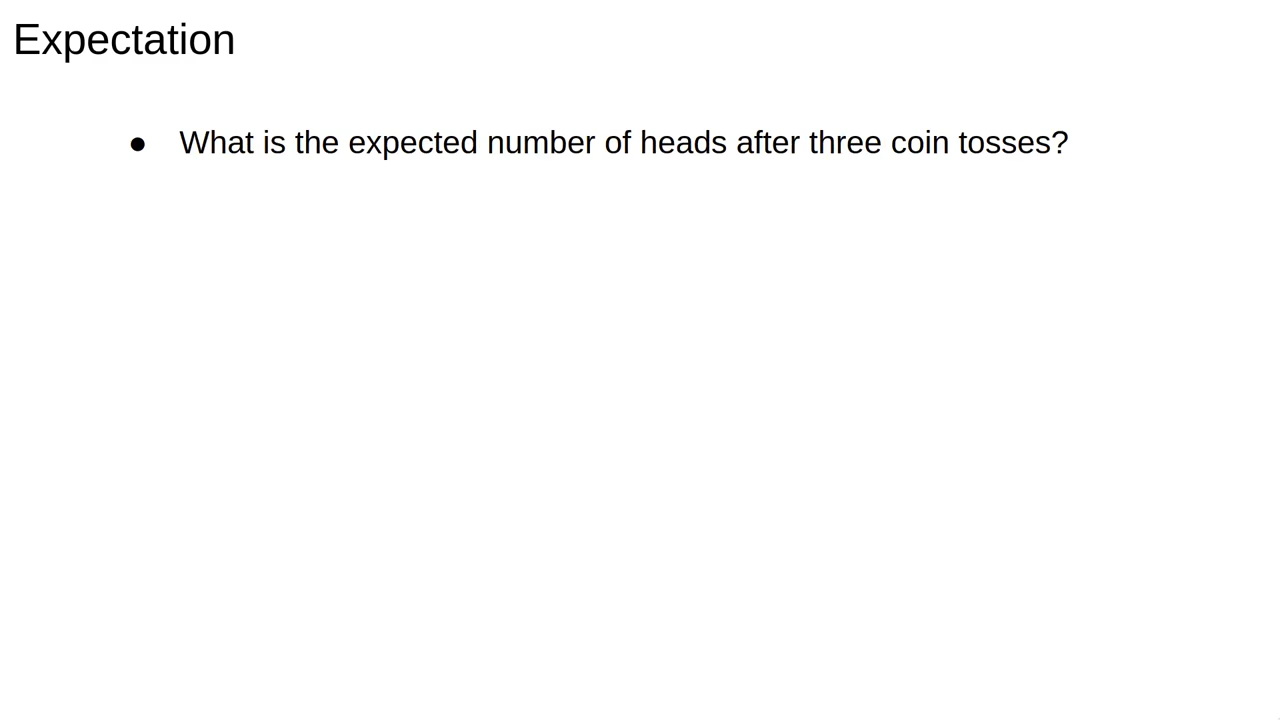 Expectation
● What is the expected number of heads after three coin tosses?